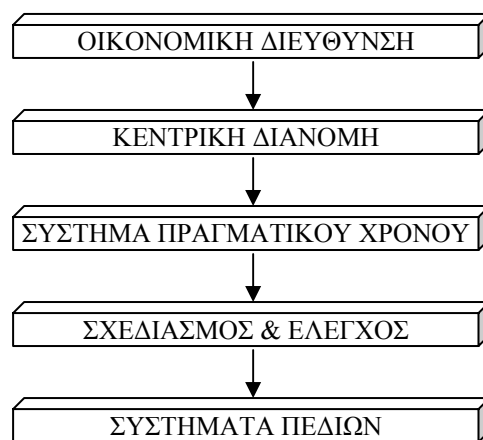 ΟΙΚΟΝΟΜΙΚΗ ΔΙΕΥΘΥΝΣΗ
ΚΕΝΤΡΙΚΗ ΔΙΑΝΟΜΗ
ΣΥΣΤΗΜΑ ΠΡΑΓΜΑΤΙΚΟΥ ΧΡΟΝΟΥ
ΣΧΕΔΙΑΣΜΟΣ & ΕΛΕΓΧΟΣ
ΣΥΣΤΗΜΑΤΑ ΠΕΔΙΩΝ